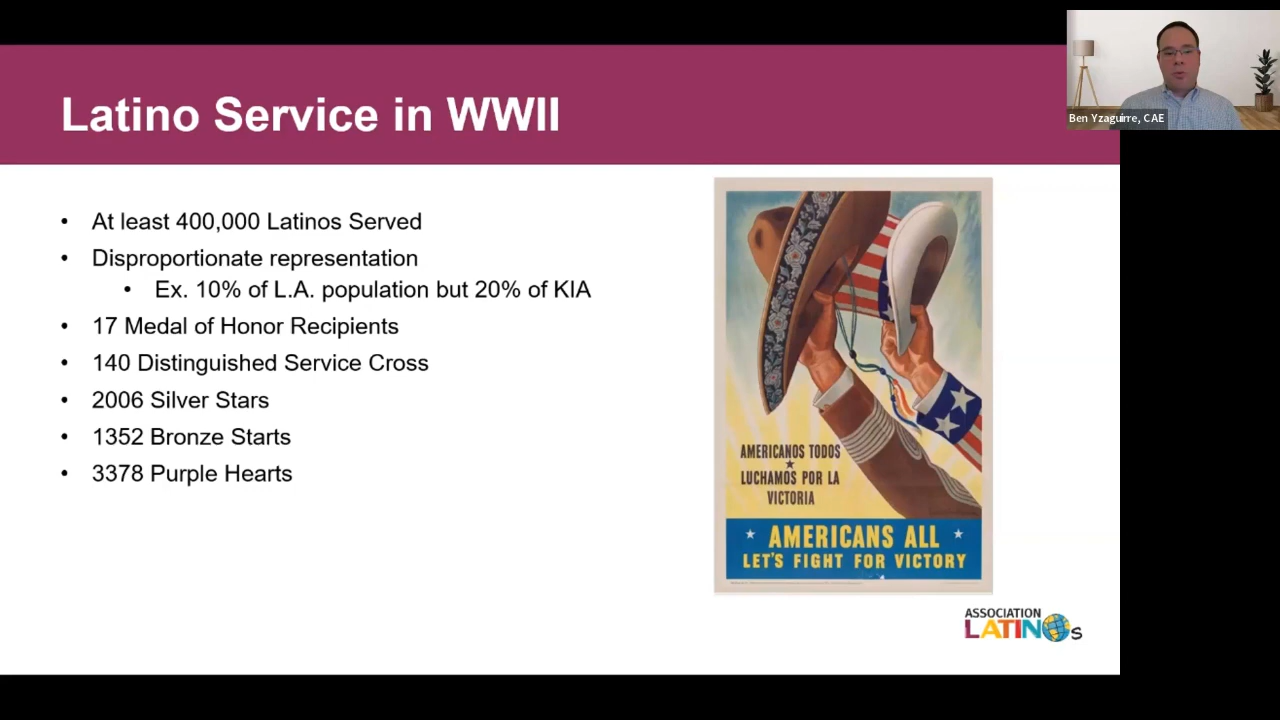 Ben Yzaguirre, CAE
Latino Service in WWII
• At least 400,000 Latinos Served
• Disproportionate representation
• Ex. 10% of L.A. population but 20% of KIA
• 17 Medal of Honor Recipients
• 140 Distinguished Service Cross
• 2006 Silver Stars
• 1352 Bronze Starts
• 3378 Purple Hearts
AMERICANOS TODOS
LUCHAMOS POR LA
VICTORIA
AMERICANS ALL
LET'S FIGHT FOR VICTORY
ASSOCIATION
LATINOs